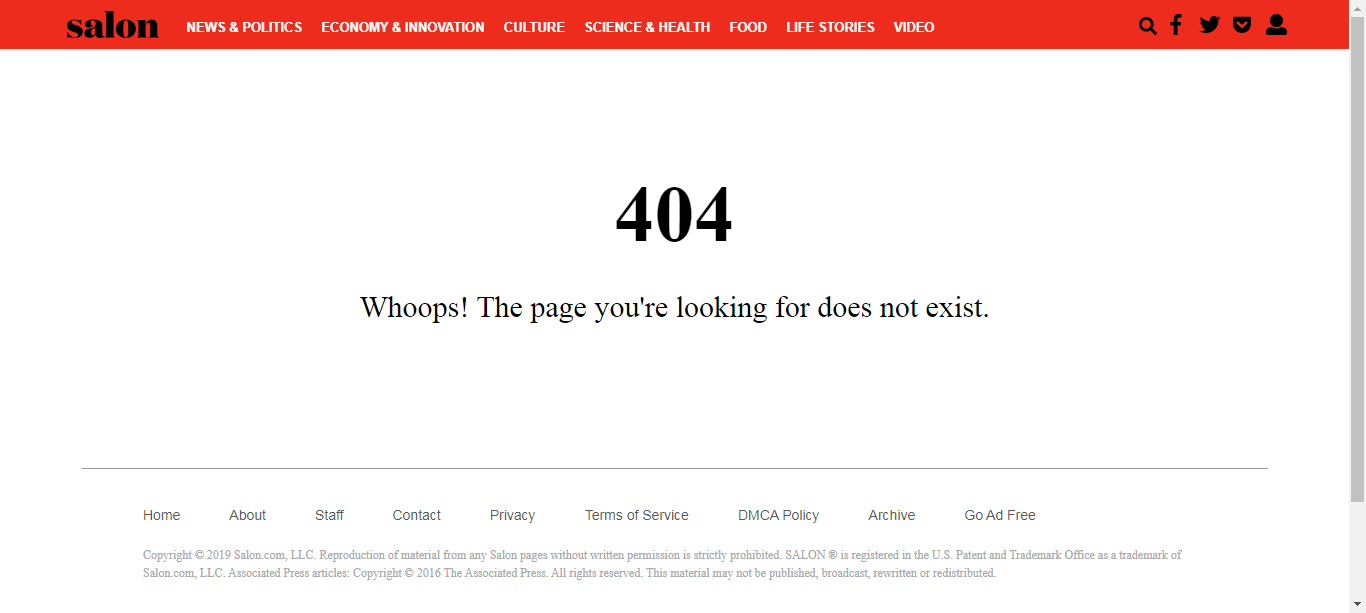 salon NEWS & POLITICS ECONOMY & INNOVATION CULTURE SCIENCE & HEALTH FOOD LIFE STORIES VIDEO
404
Whoops! The page you're looking for does not exist.
Home About Staff Contact Privacy Terms of Service DMCA Policy Archive Go Ad Free
Copyright © 2019 Salon.com, LLC. Reproduction of material from any Salon pages without written permission is strictly prohibited. SALON ® is registered in the U.S. Patent and Trademark Office as a trademark of
Salon.com, LLC. Associated Press articles: Copyright © 2016 The Associated Press. All rights reserved. This material may not be published, broadcast, rewritten or redistributed.